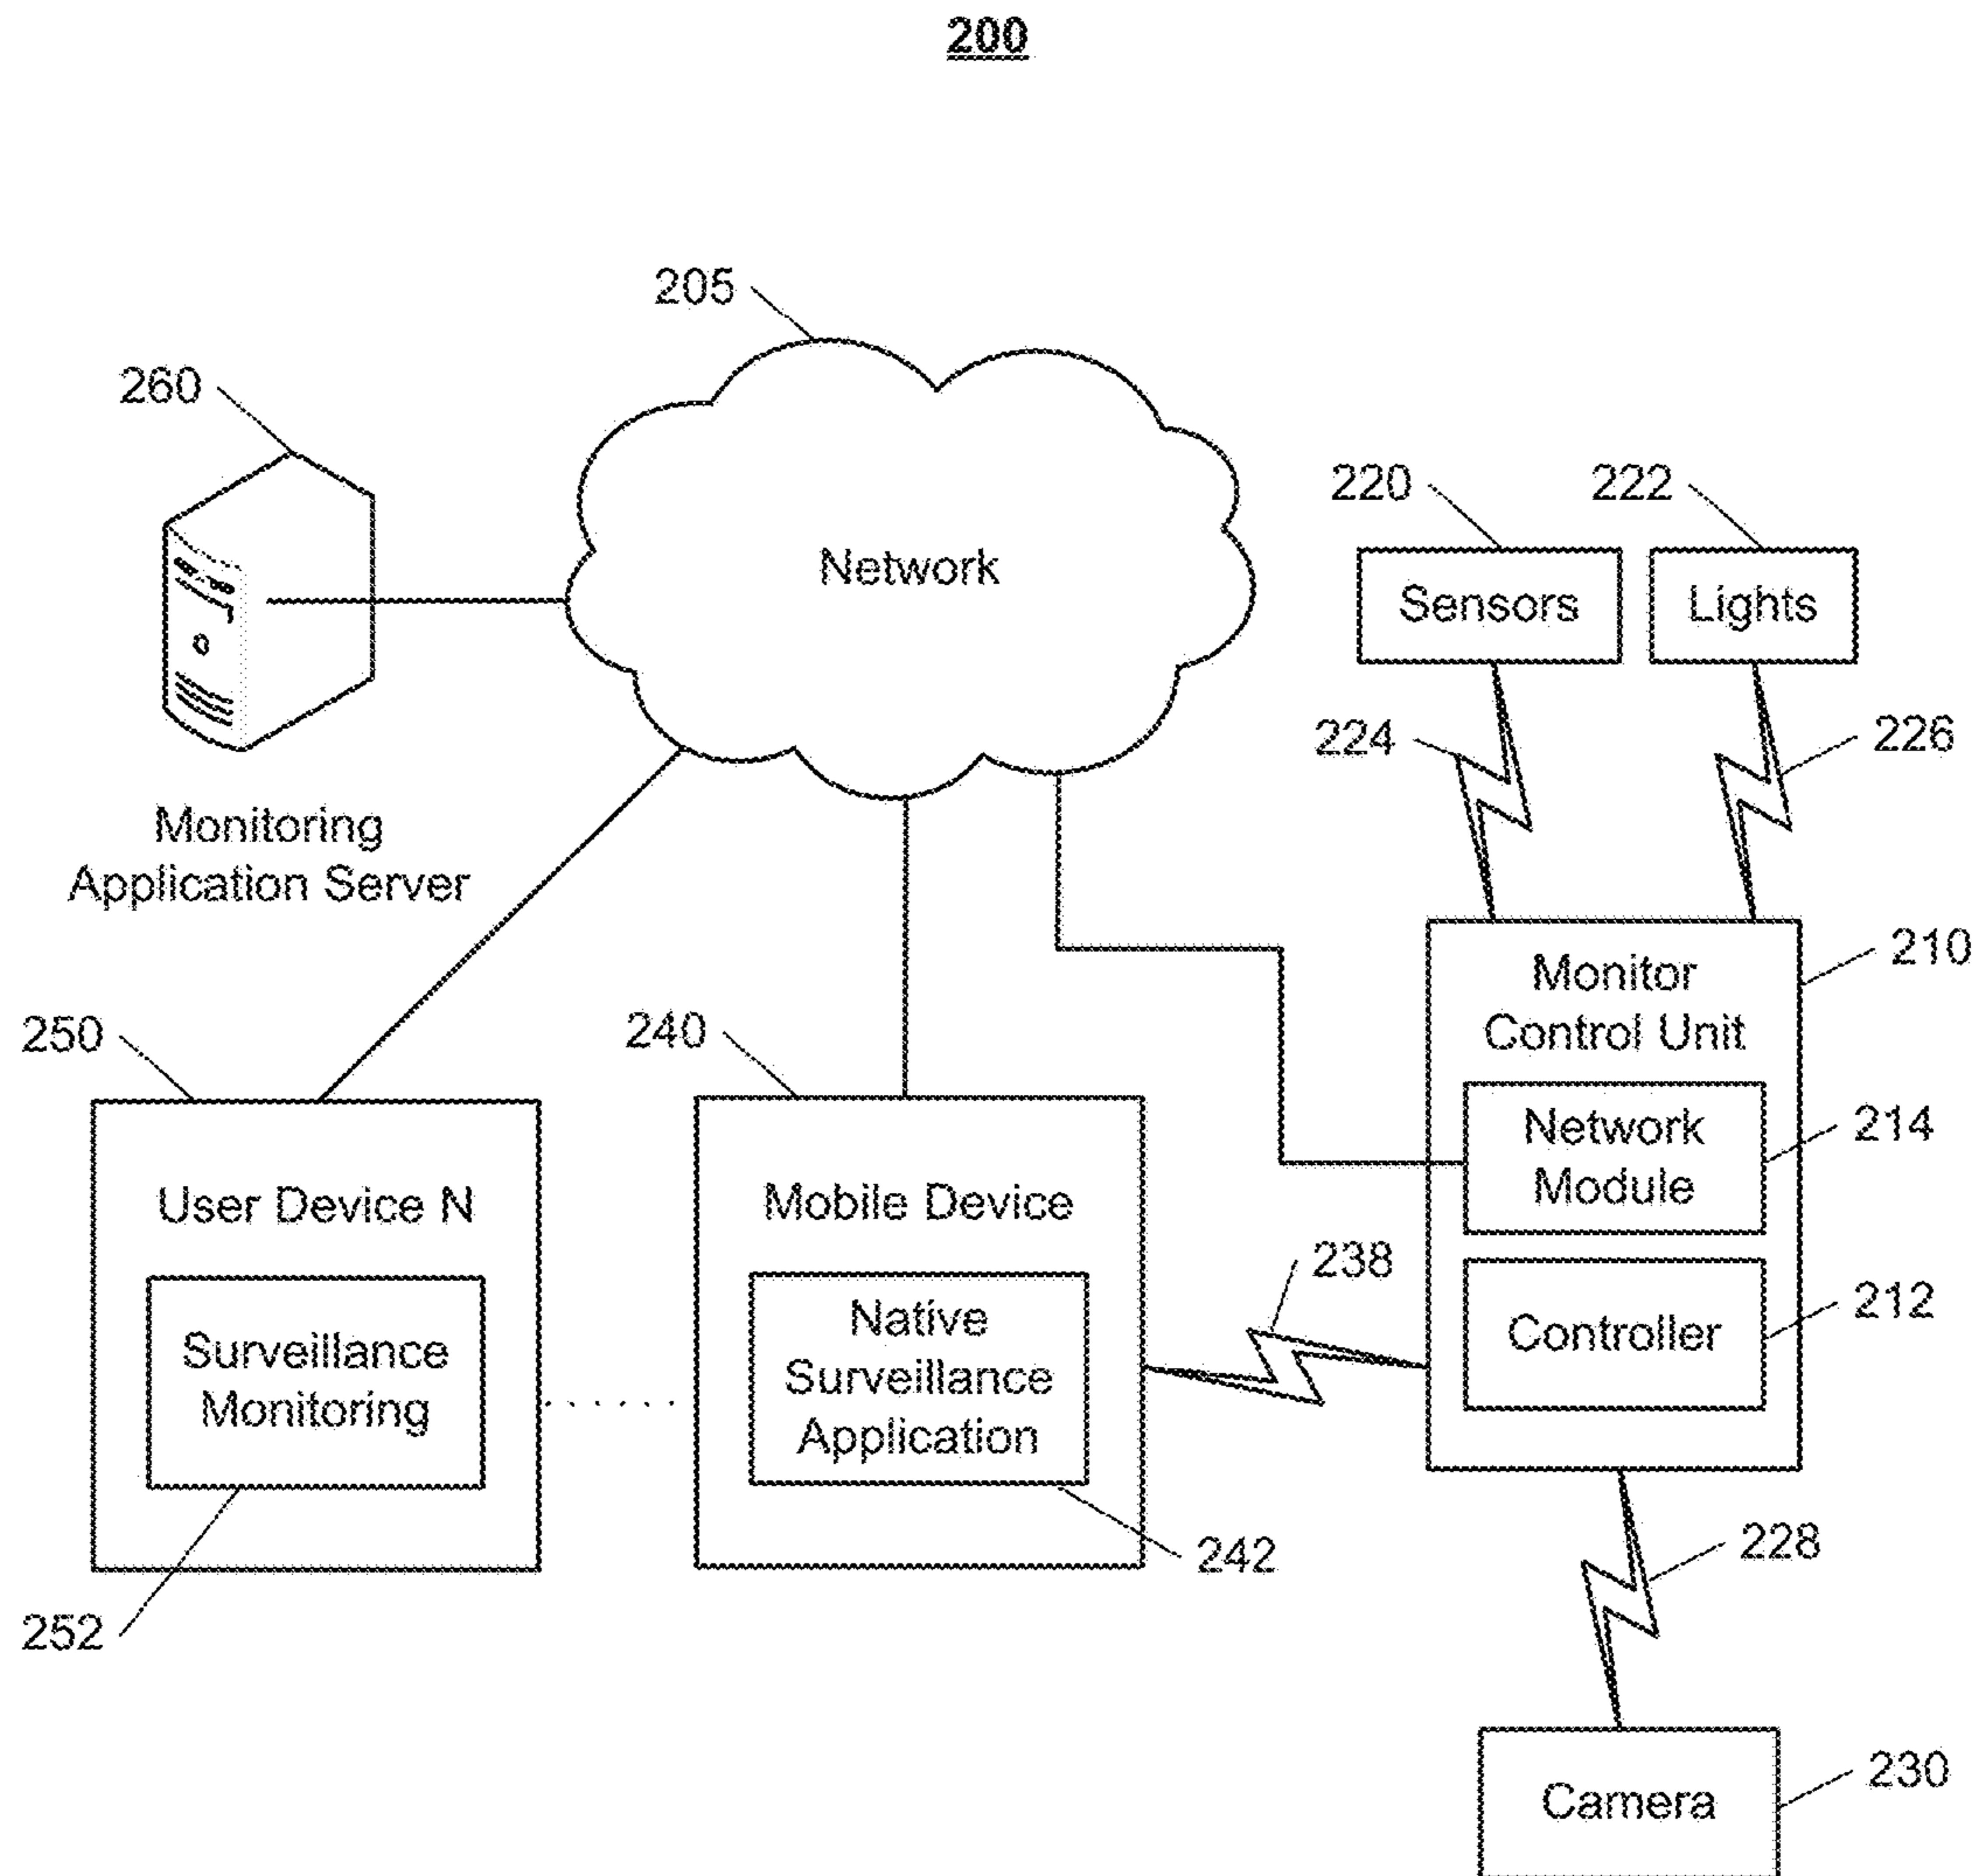 200
205
260
Network
220
222
Sensors
Lights
224
226
Monitoring
Application Server
210
Monitor
Control Unit
250
240
214
Network
Module
User Device N
Mobile Device
238
212
Controller
Native
Surveillance
Application
Surveillance
Monitoring
242
228
252
230
Camera